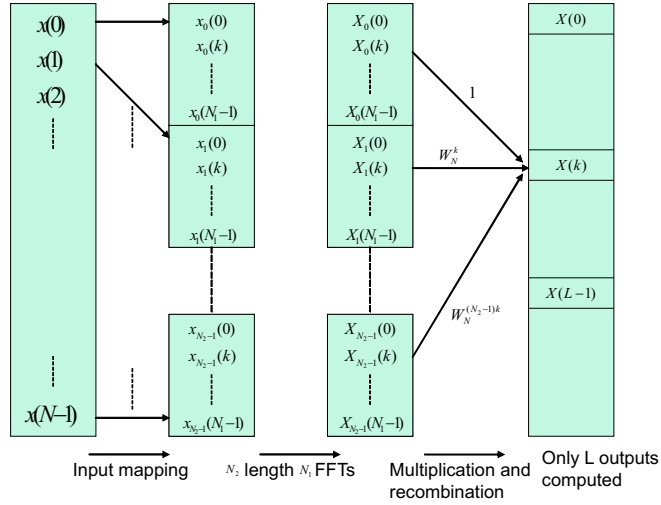 x(0)
x(1)
x(2)
x(N−1)
x₀(0)
x₀(k)
x₀(N₁−1)
x₁(0)
x₁(k)
x₁(N₁−1)
x_{N₂−1}(0)
x_{N₂−1}(k)
x_{N₂−1}(N₁−1)
X₀(0)
X₀(k)
X₀(N₁−1)
X₁(0)
X₁(k)
X₁(N₁−1)
X_{N₂−1}(0)
X_{N₂−1}(k)
X_{N₂−1}(N₁−1)
1
W_N^k
W_N^{(N₂−1)k}
X(0)
X(k)
X(L−1)
Input mapping
N₂ length N₁ FFTs
Multiplication and
recombination
Only L outputs
computed